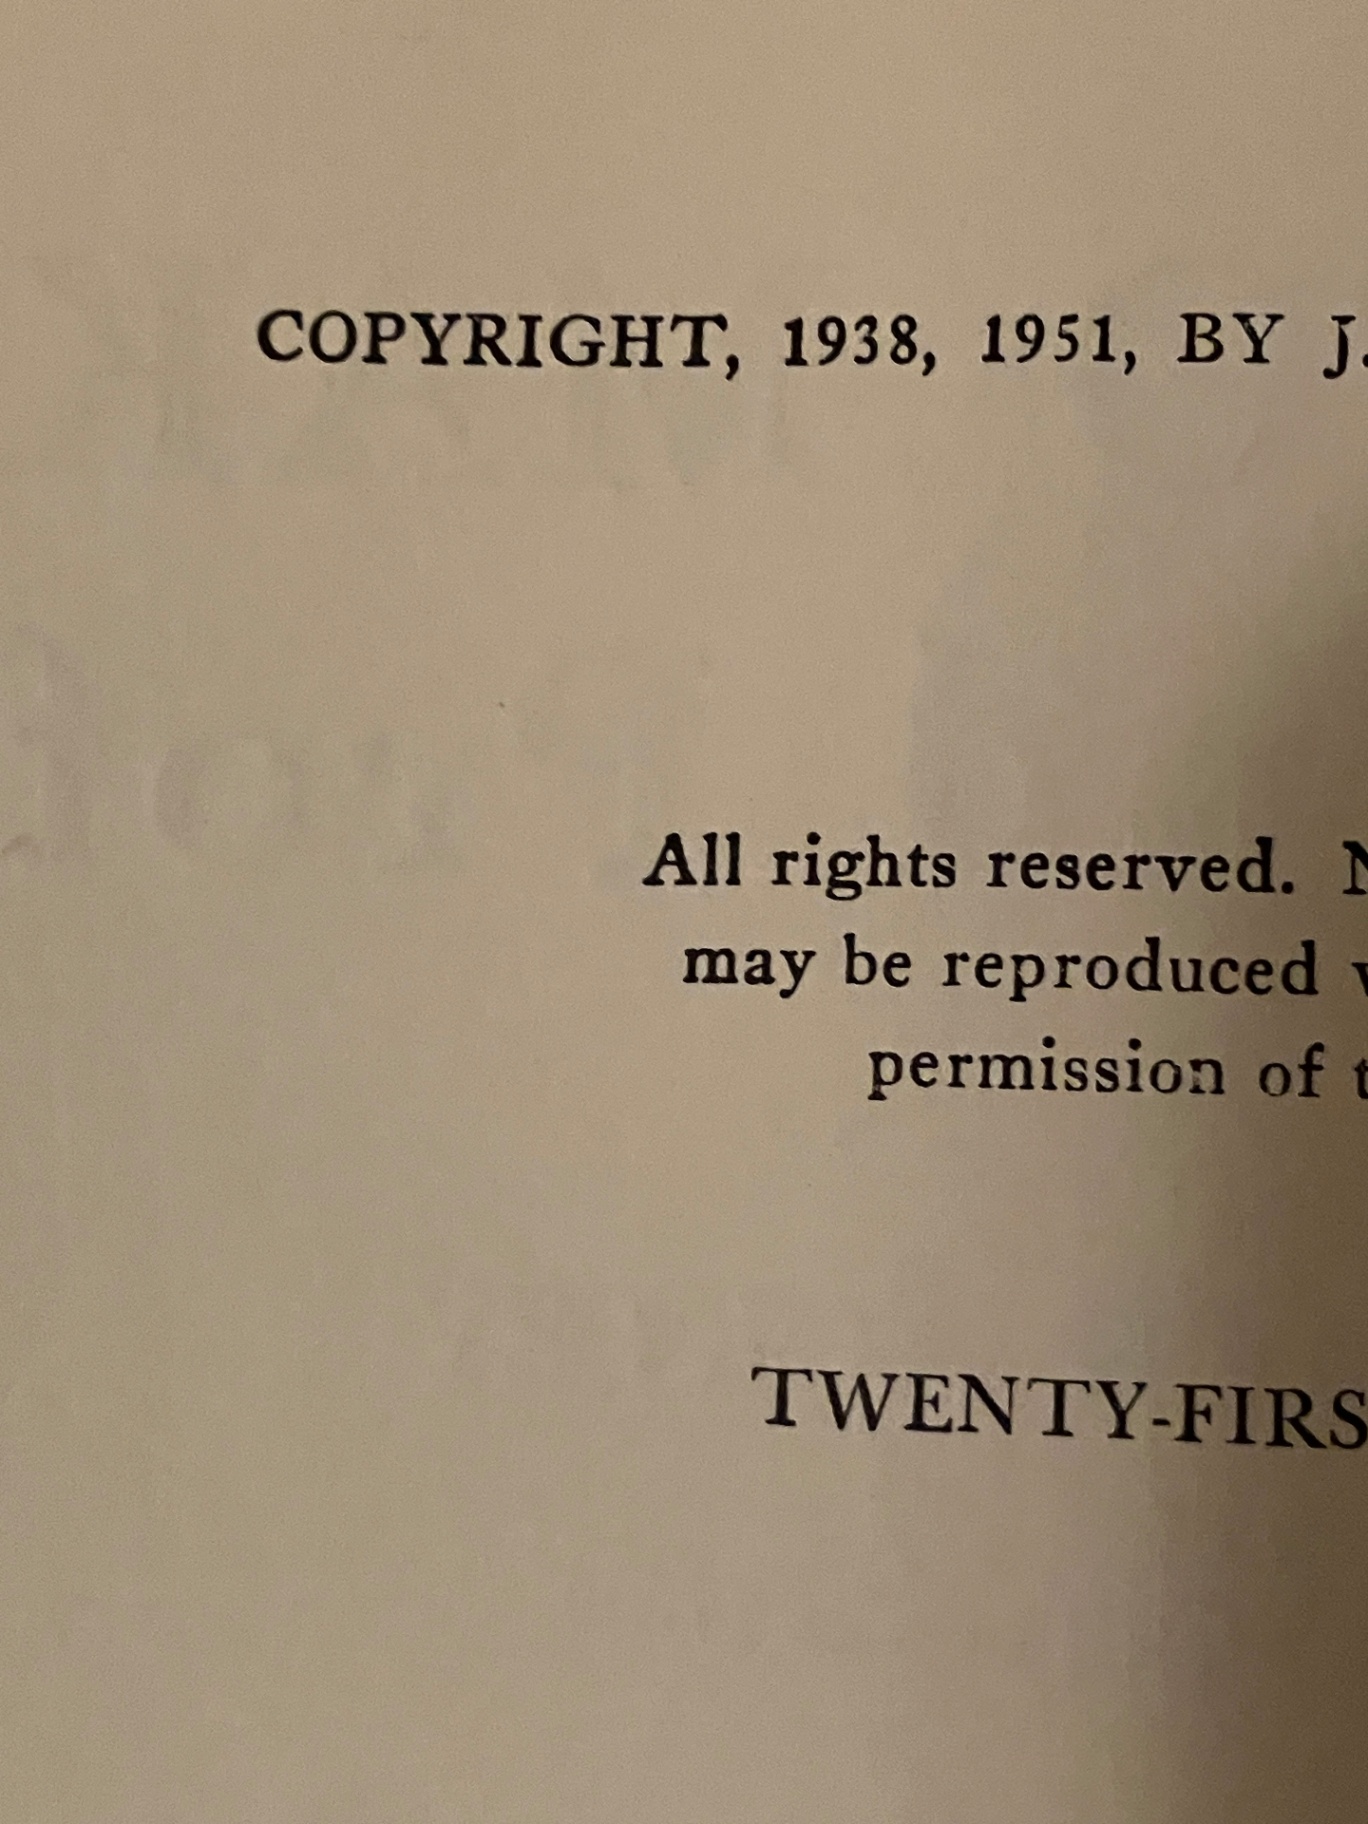 COPYRIGHT, 1938, 1951, BY J.
All rights reserved. N
may be reproduced
permission of t
TWENTY-FIRS